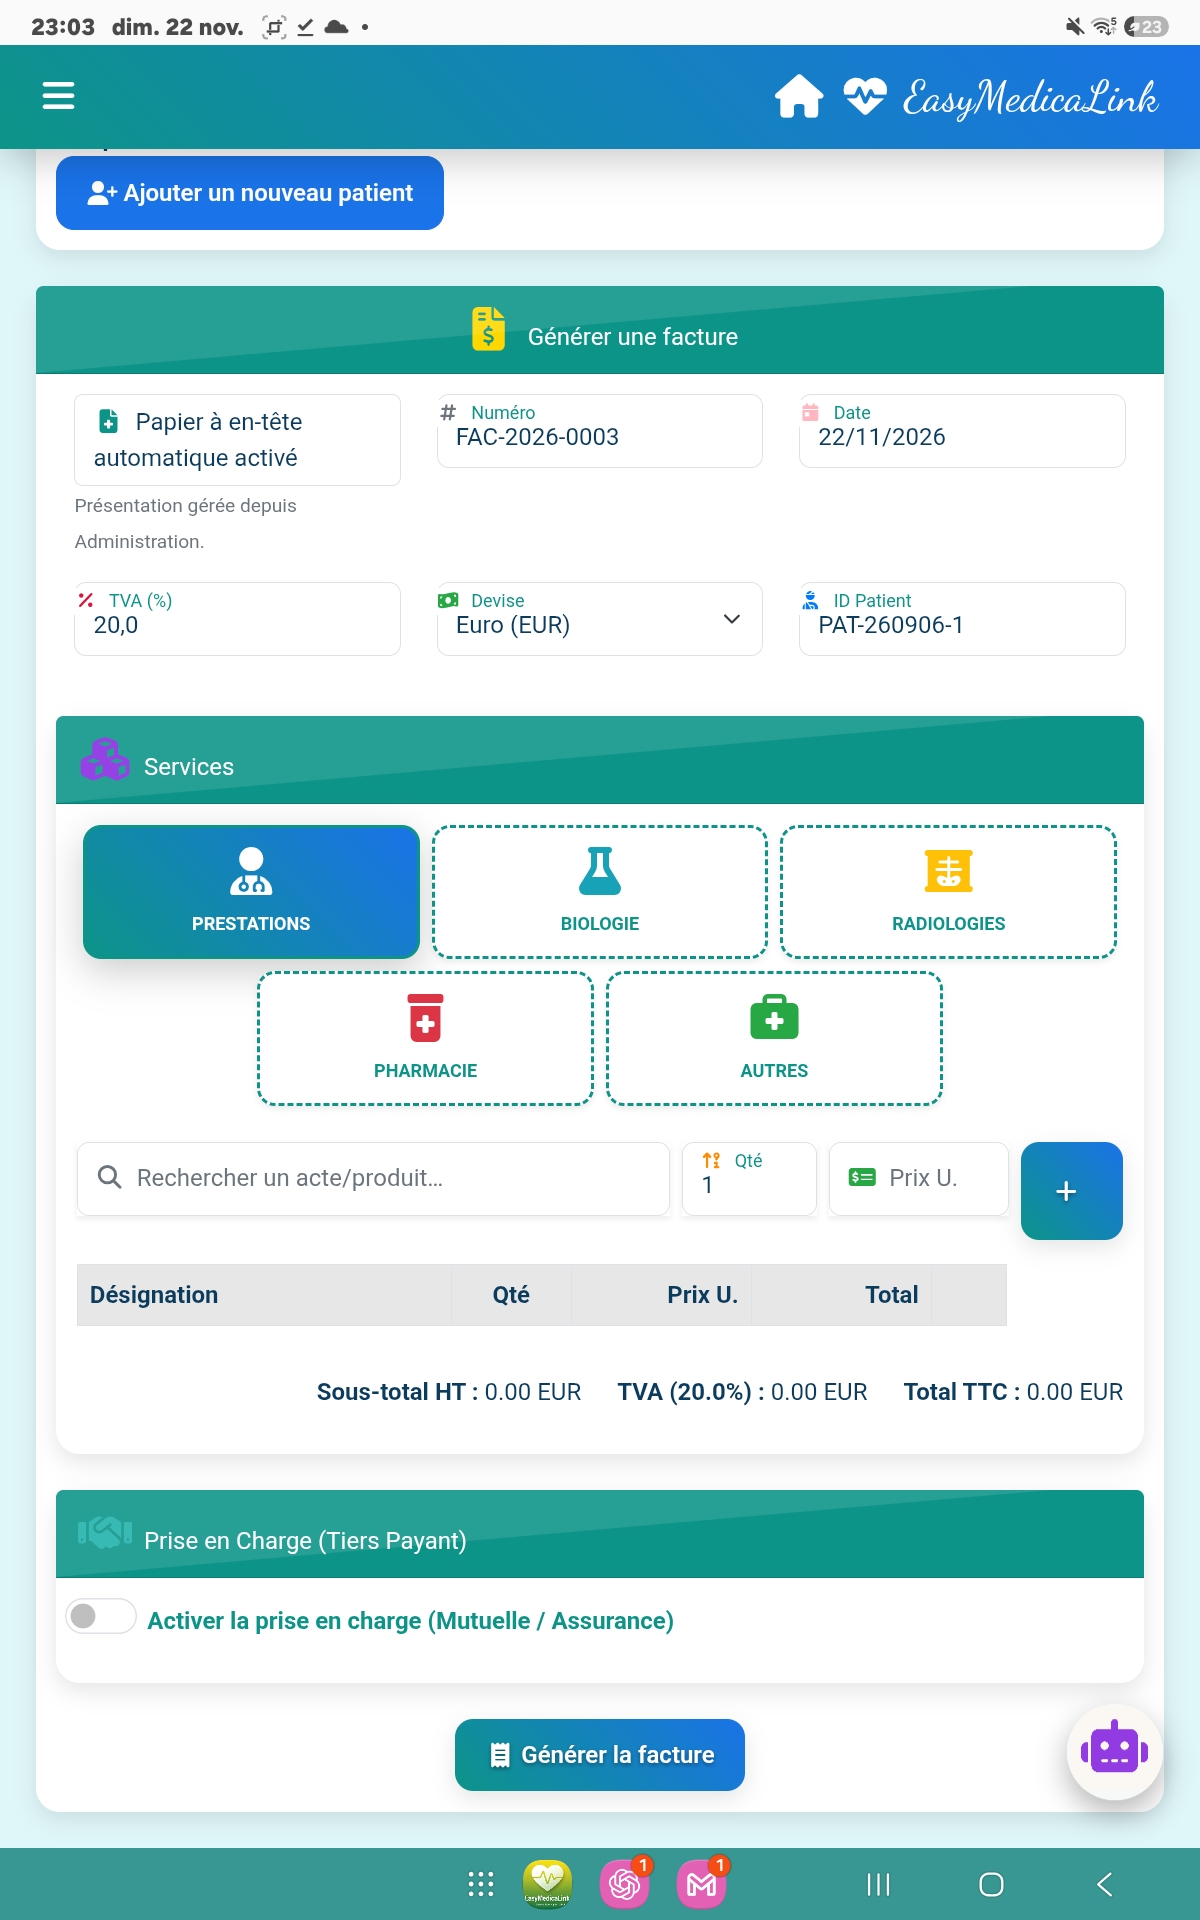 23:03 dim. 22 nov.
5
23
EasyMedicaLink
Ajouter un nouveau patient
Générer une facture
Papier à en-tête
automatique activé
Numéro
FAC-2026-0003
Date
22/11/2026
Présentation gérée depuis
Administration.
TVA (%)
20,0
Devise
Euro (EUR)
ID Patient
PAT-260906-1
Services
PRESTATIONS
BIOLOGIE
RADIOLOGIES
PHARMACIE
AUTRES
Rechercher un acte/produit...
Qté
1
Prix U.
+
Désignation Qté Prix U. Total
Sous-total HT : 0.00 EUR TVA (20.0%) : 0.00 EUR Total TTC : 0.00 EUR
Prise en Charge (Tiers Payant)
Activer la prise en charge (Mutuelle / Assurance)
Générer la facture
EasyMedicaLink
1
1